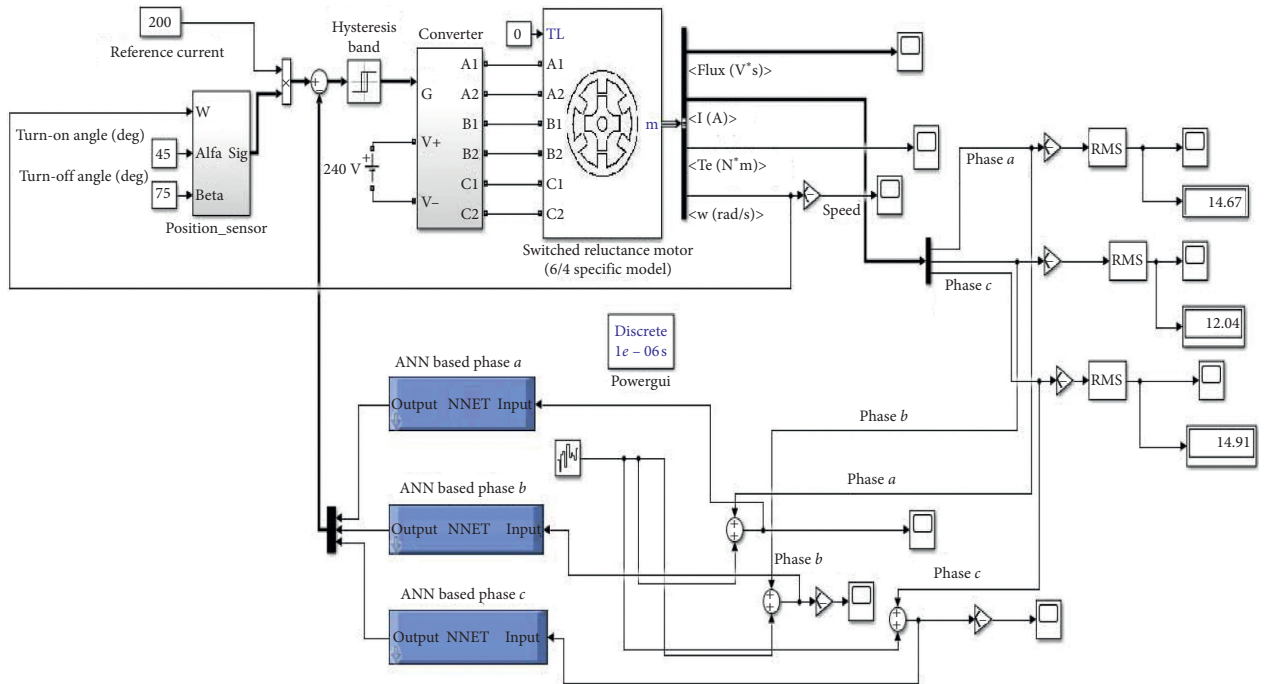 200
Reference current
Hysteresis
band
Converter
0
TL
A1
A2
B1
B2
C1
C2
G
V+
V–
240 V
+
A1
A2
B1
B2
C1
C2
m
Switched reluctance motor
(6/4 specific model)
W
Alfa Sig
Beta
Position_sensor
Turn-on angle (deg)
45
Turn-off angle (deg)
75
×
+
–
<Flux (V*s)>
<I (A)>
<Te (N*m)>
<w (rad/s)>
Speed
Phase a
RMS
14.67
RMS
12.04
Phase c
RMS
14.91
Discrete
1e – 06 s
Powergui
ANN based phase a
Output NNET Input
ANN based phase b
Output NNET Input
ANN based phase c
Output NNET Input
Phase b
Phase a
+
+
Phase b
+
+
Phase c
+
+